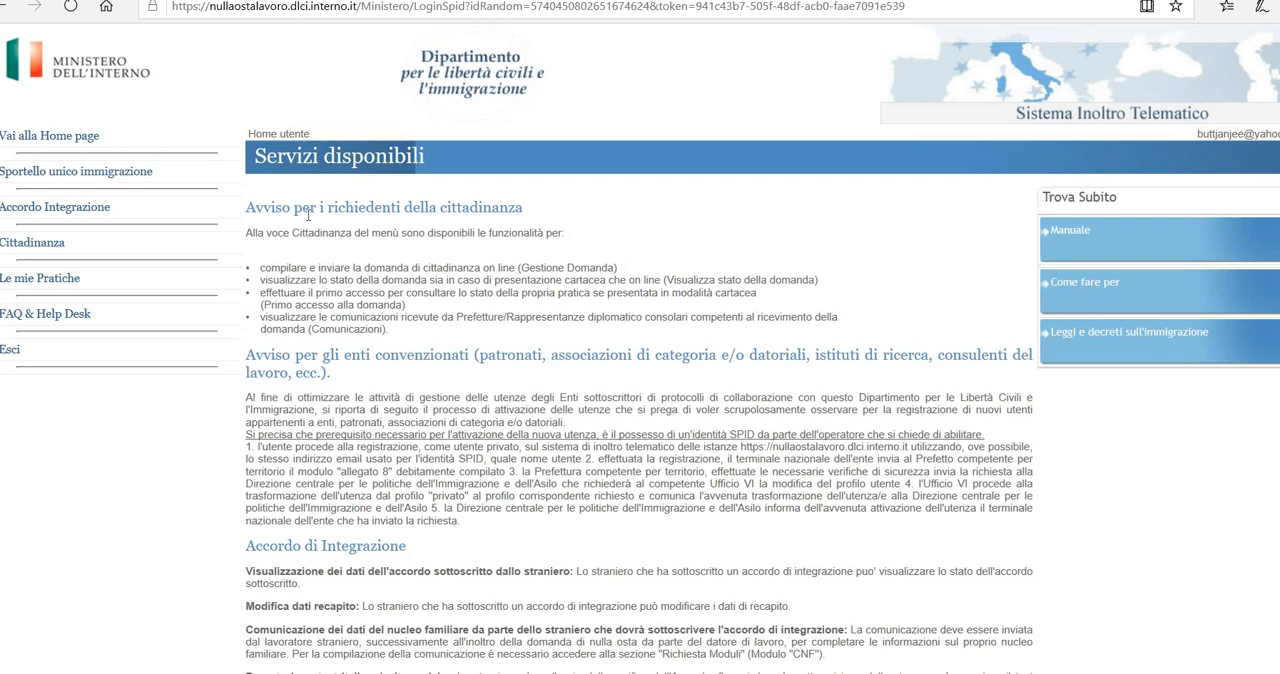 https://nullaostalavoro.dlci.interno.it/Ministero/LoginSpid?idRandom=5740450802651674624&token=941c43b7-505f-48df-acb0-faae7091e539
MINISTERO
DELL'INTERNO
Dipartimento
per le libertà civili e
l'immigrazione
Sistema Inoltro Telematico
Vai alla Home page
Sportello unico immigrazione
Accordo Integrazione
Cittadinanza
Le mie Pratiche
FAQ & Help Desk
Esci
Home utente
buttjanjee@yahoo
Servizi disponibili
Avviso per i richiedenti della cittadinanza
Alla voce Cittadinanza del menù sono disponibili le funzionalità per:
• compilare e inviare la domanda di cittadinanza on line (Gestione Domanda)
• visualizzare lo stato della domanda sia in caso di presentazione cartacea che on line (Visualizza stato della domanda)
• effettuare il primo accesso per consultare lo stato della propria pratica se presentata in modalità cartacea
(Primo accesso alla domanda)
• visualizzare le comunicazioni ricevute da Prefetture/Rappresentanze diplomatico consolari competenti al ricevimento della
domanda (Comunicazioni).
Avviso per gli enti convenzionati (patronati, associazioni di categoria e/o datoriali, istituti di ricerca, consulenti del
lavoro, ecc.).
Al fine di ottimizzare le attività di gestione delle utenze degli Enti sottoscrittori di protocolli di collaborazione con questo Dipartimento per le Libertà Civili e
l'Immigrazione, si riporta di seguito il processo di attivazione delle utenze che si prega di voler scrupolosamente osservare per la registrazione di nuovi utenti
appartenenti a enti, patronati, associazioni di categoria e/o datoriali.
Si precisa che prerequisito necessario per l'attivazione della nuova utenza, è il possesso di un'identità SPID da parte dell'operatore che si chiede di abilitare.
1. l'utente procede alla registrazione, come utente privato, sul sistema di inoltro telematico delle istanze https://nullaostalavoro.dlci.interno.it utilizzando, ove possibile,
lo stesso indirizzo email usato per l'identità SPID, quale nome utente 2. effettuata la registrazione, il terminale nazionale dell'ente invia al Prefetto competente per
territorio il modulo "allegato 8" debitamente compilato 3. la Prefettura competente per territorio, effettuate le necessarie verifiche di sicurezza invia la richiesta alla
Direzione centrale per le politiche dell'Immigrazione e dell'Asilo che richiederà al competente Ufficio VI la modifica del profilo utente 4. l'Ufficio VI procede alla
trasformazione dell'utenza dal profilo "privato" al profilo corrispondente richiesto e comunica l'avvenuta trasformazione dell'utenza/e alla Direzione centrale per le
politiche dell'Immigrazione e dell'Asilo 5. la Direzione centrale per le politiche dell'Immigrazione e dell'Asilo informa dell'avvenuta attivazione dell'utenza il terminale
nazionale dell'ente che ha inviato la richiesta.
Accordo di Integrazione
Visualizzazione dei dati dell'accordo sottoscritto dallo straniero: Lo straniero che ha sottoscritto un accordo di integrazione puo' visualizzare lo stato dell'accordo
sottoscritto.
Modifica dati recapito: Lo straniero che ha sottoscritto un accordo di integrazione può modificare i dati di recapito.
Comunicazione dei dati del nucleo familiare da parte dello straniero che dovrà sottoscrivere l'accordo di integrazione: La comunicazione deve essere inviata
dal lavoratore straniero, successivamente all'inoltro della domanda di nulla osta da parte del datore di lavoro, per completare le informazioni sul proprio nucleo
familiare. Per la compilazione della comunicazione è necessario accedere alla sezione "Richiesta Moduli" (Modulo "CNF").
Trova Subito
Manuale
Come fare per
Leggi e decreti sull'immigrazione